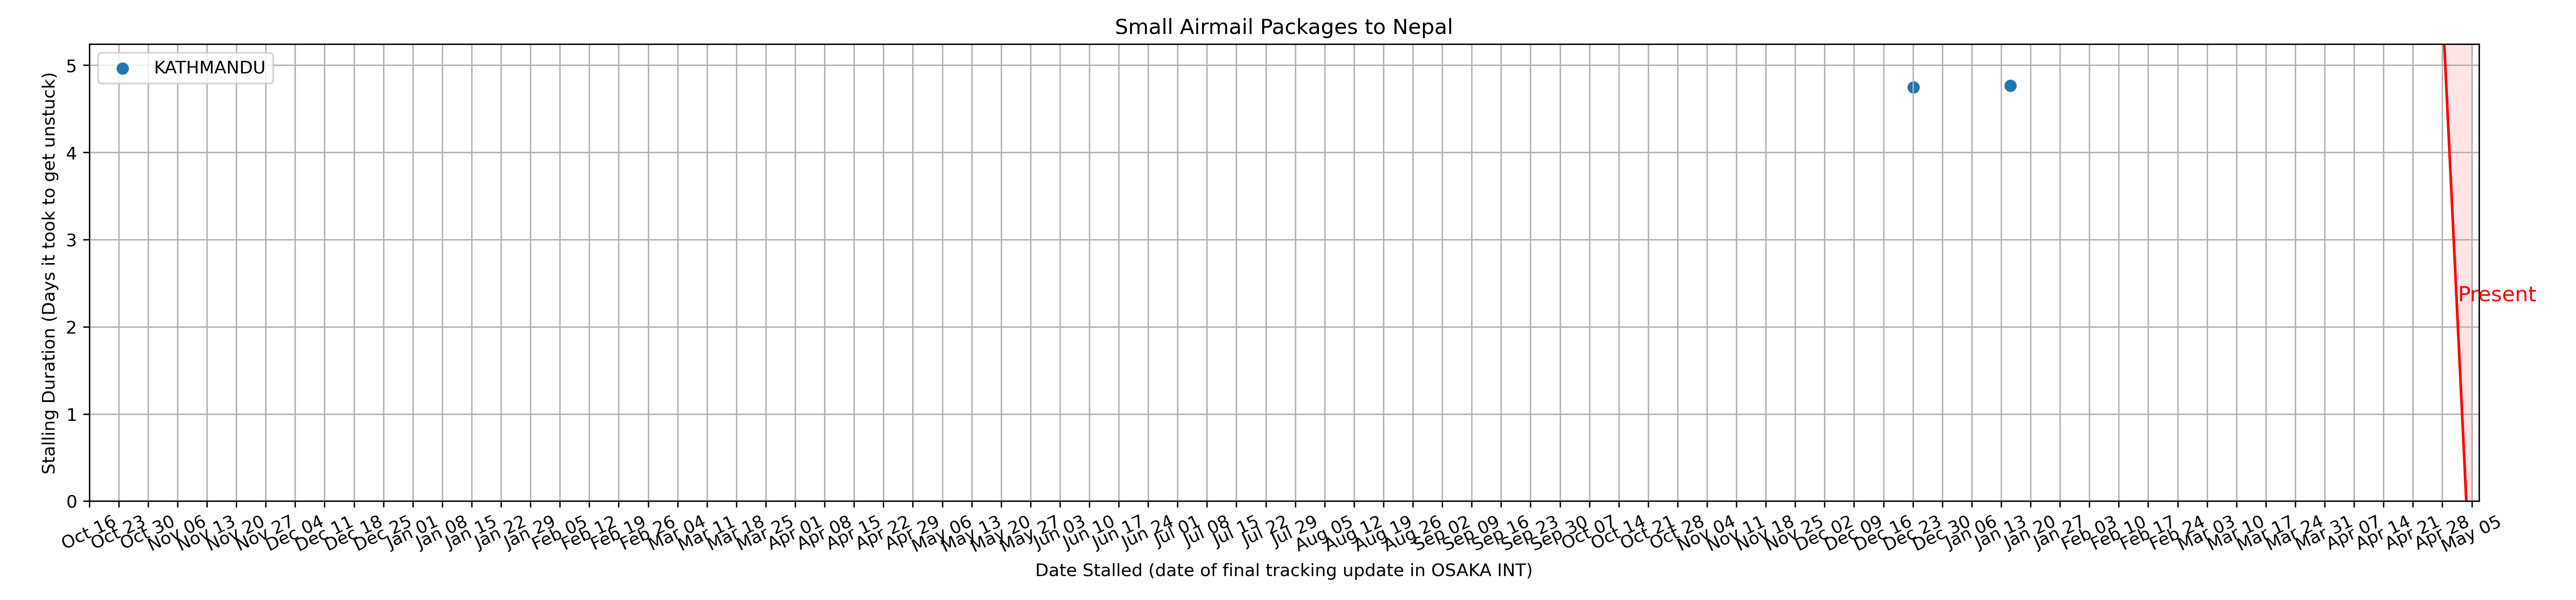 Small Airmail Packages to Nepal
KATHMANDU
Stalling Duration (Days it took to get unstuck)
5
4
3
2
1
0
Present
Oct 16 Oct 23 Oct 30 Nov 06 Nov 13 Nov 20 Nov 27 Dec 04 Dec 11 Dec 18 Dec 25 Jan 01 Jan 08 Jan 15 Jan 22 Jan 29 Feb 05 Feb 12 Feb 19 Feb 26 Mar 04 Mar 11 Mar 18 Mar 25 Apr 01 Apr 08 Apr 15 Apr 22 Apr 29 May 06 May 13 May 20 May 27 Jun 03 Jun 10 Jun 17 Jun 24 Jul 01 Jul 08 Jul 15 Jul 22 Jul 29 Aug 05 Aug 12 Aug 19 Aug 26 Sep 02 Sep 09 Sep 16 Sep 23 Sep 30 Oct 07 Oct 14 Oct 21 Oct 28 Nov 04 Nov 11 Nov 18 Nov 25 Dec 02 Dec 09 Dec 16 Dec 23 Dec 30 Jan 06 Jan 13 Jan 20 Jan 27 Feb 03 Feb 10 Feb 17 Feb 24 Mar 03 Mar 10 Mar 17 Mar 24 Mar 31 Apr 07 Apr 14 Apr 21 Apr 28 May 05
Date Stalled (date of final tracking update in OSAKA INT)